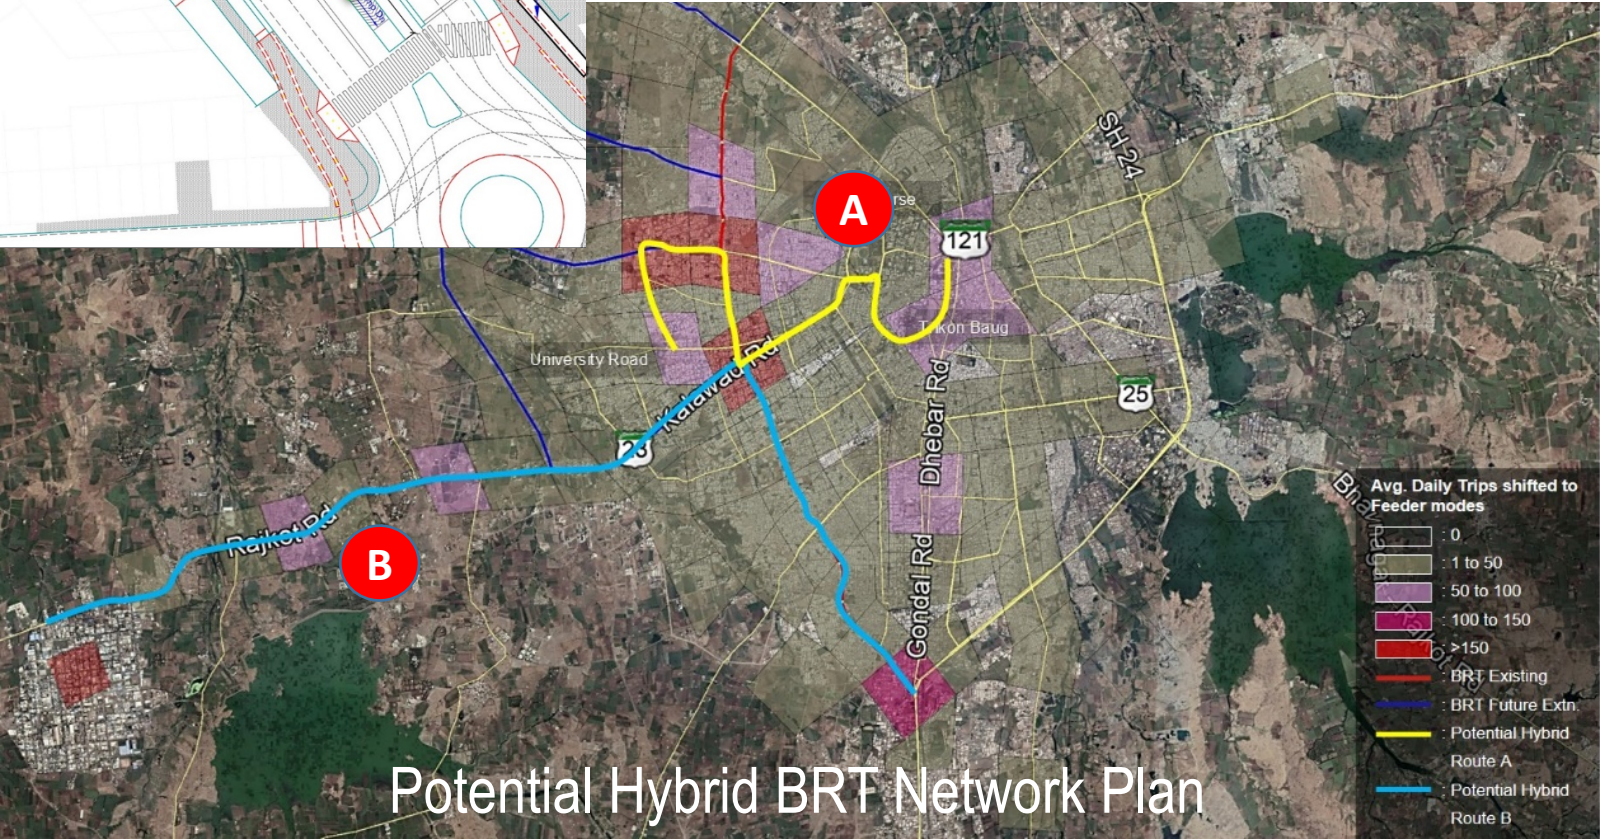 SH 24
A
rse
121
Trikon Baug
University Road
Kalawad Rd
25
Dhebar Rd
Rajkot Rd
B
Gondal Rd
Avg. Daily Trips shifted to
Feeder modes
: 0
: 1 to 50
: 50 to 100
: 100 to 150
: >150
: BRT Existing
: BRT Future Extn.
: Potential Hybrid
Route A
: Potential Hybrid
Route B
Potential Hybrid BRT Network Plan